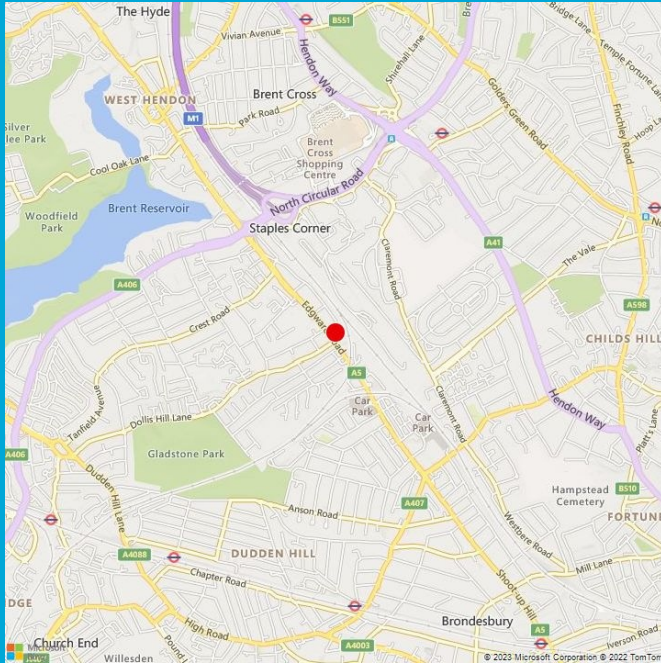 The Hyde
B551
Bridge Lane
Vivian Avenue
Hendon Way
Shirehall Lane
Temple Fortune
Golders Green Road
Finchley Road
WEST HENDON
Brent Cross
M1
Park Road
Hoop
Cool Oak Lane
Brent
Cross
Shopping
Centre
Woodfield
Park
Brent Reservoir
North Circular Road
Staples Corner
Claremont Road
A41
The Vale
A406
A598
Edgware Road
Crest Road
CHILDS HILL
A5
Tanfield Avenue
Dollis Hill Lane
Car
Park
Car
Park
Claremont Road
Hendon Way
Platt's Lane
A406
Gladstone Park
Dudden Hill Lane
Hampstead
Cemetery
B510
A407
Anson Road
FORTUNE
Westbere Road
A4088
DUDDEN HILL
Mill Lane
Chapter Road
Shoot-up Hill
High Road
Brondesbury
A5
Iverson Road
Church End
Microsoft
A4003
Willesden
© 2023 Microsoft Corporation © 2022 TomTom